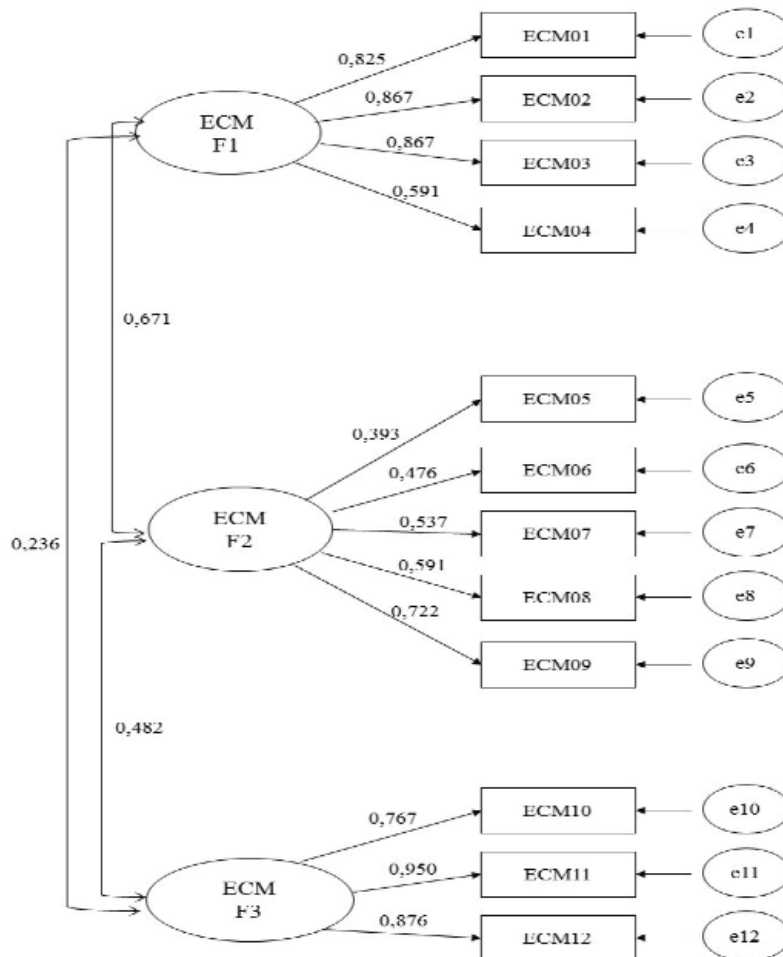 ECM01
e1
0,825
ECM02
e2
0,867
ECM
F1
ECM03
e3
0,867
0,591
ECM04
e4
0,671
ECM05
e5
0,393
ECM06
e6
0,476
ECM
F2
0,236
0,537
ECM07
e7
0,591
ECM08
e8
0,722
ECM09
e9
0,482
ECM10
e10
0,767
ECM
F3
0,950
ECM11
e11
0,876
ECM12
e12